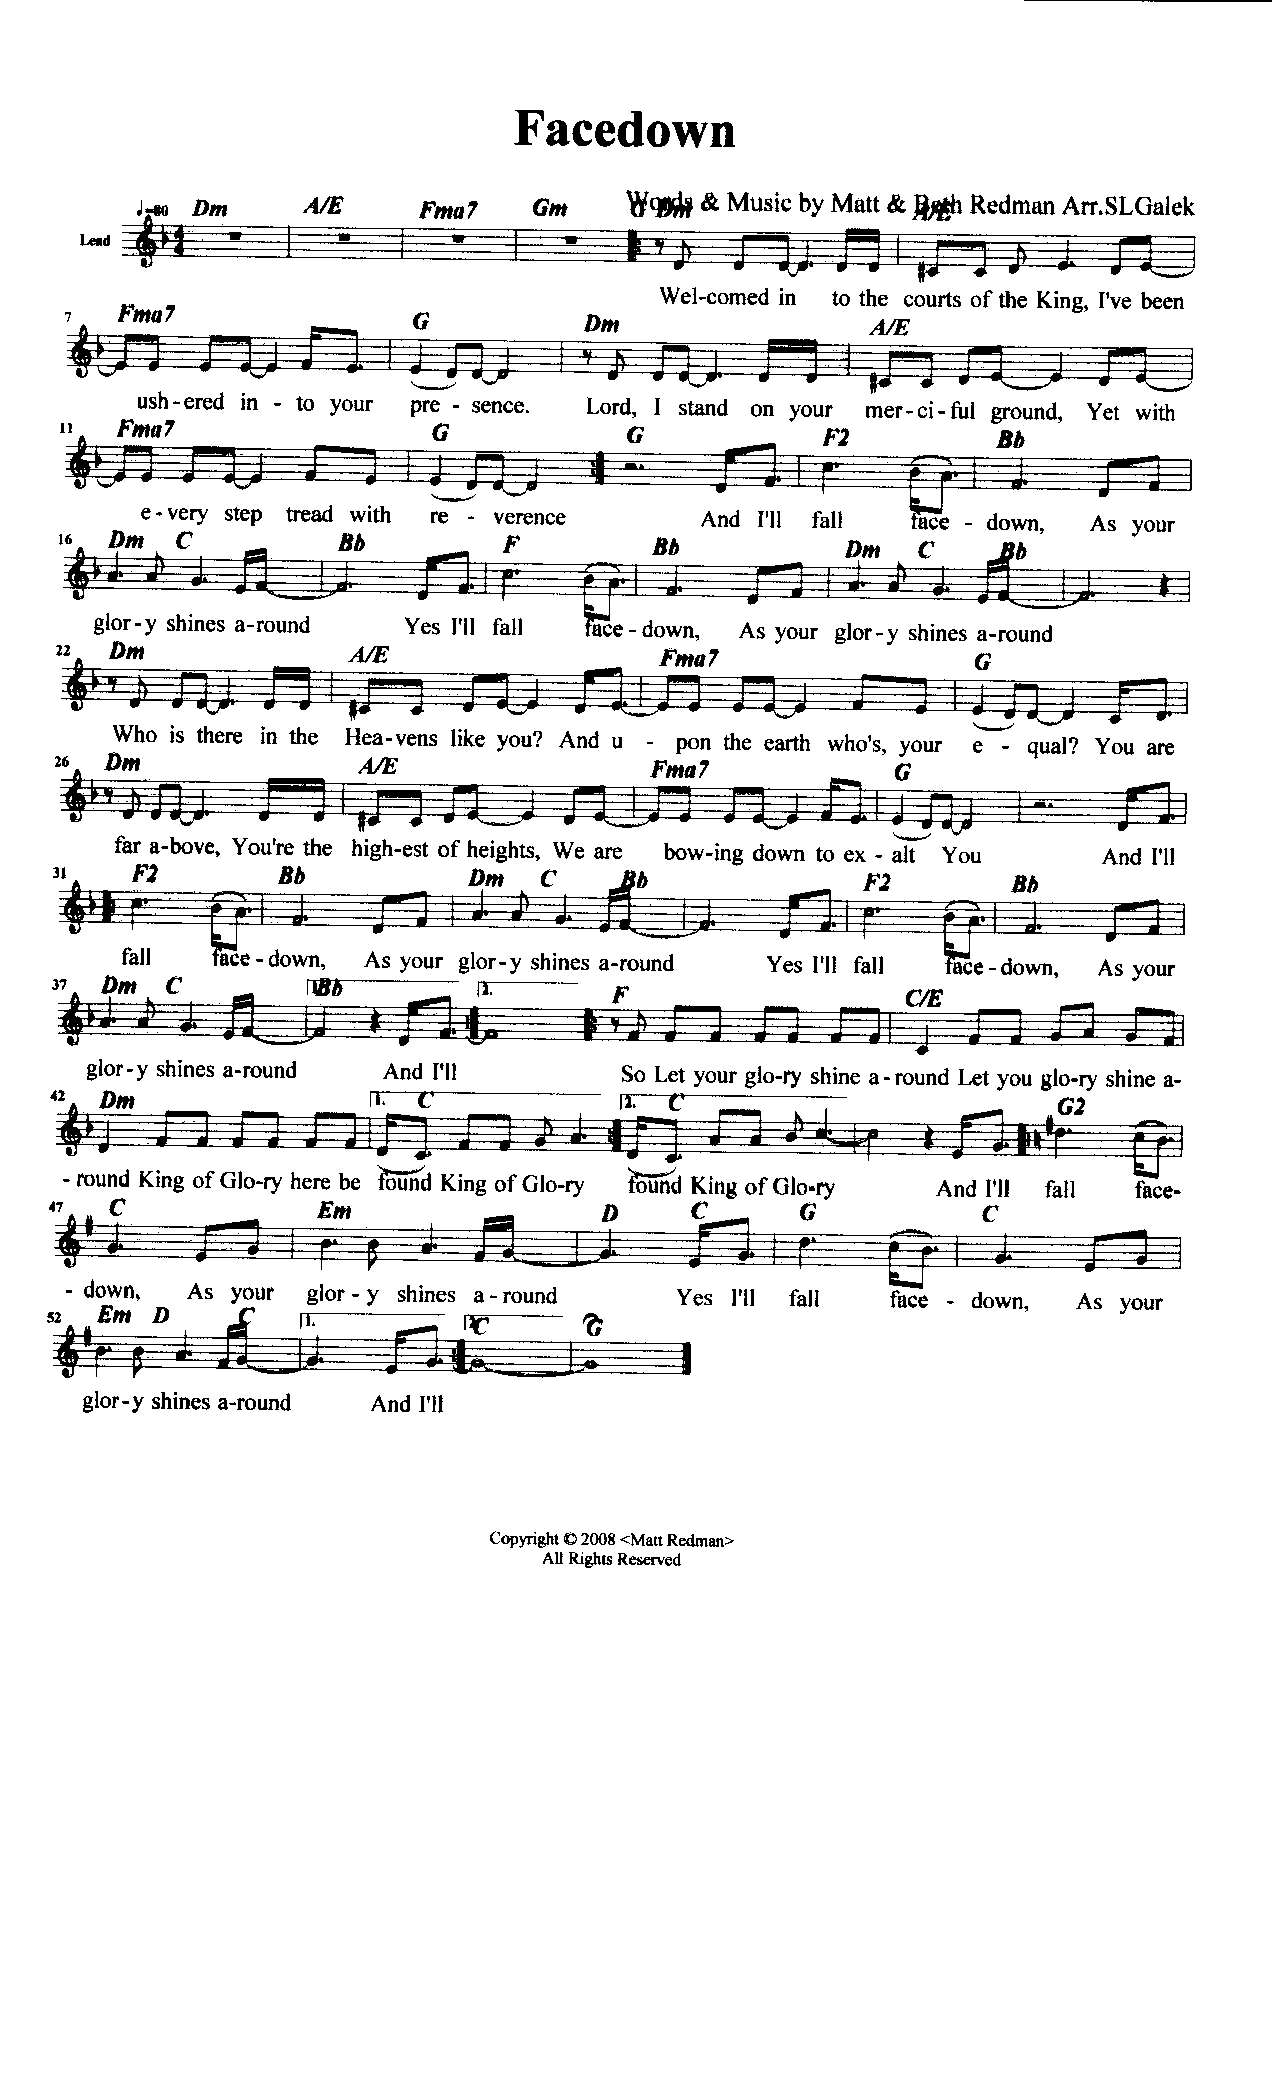 Facedown
Words & Music by Matt & Beth Redman Arr.SLGalek
♩=80 Dm A/E Fma7 Gm G Dm A/E
Lead
Wel-comed in to the courts of the King, I've been
7 Fma7 G Dm A/E
ush-ered in - to your pre - sence. Lord, I stand on your mer-ci-ful ground, Yet with
11 Fma7 G G F2 Bb
e-very step tread with re - verence And I'll fall face - down, As your
16 Dm C Bb F Bb Dm C Bb
glor-y shines a-round Yes I'll fall face-down, As your glor-y shines a-round
22 Dm A/E Fma7 G
Who is there in the Hea-vens like you? And u - pon the earth who's, your e - qual? You are
26 Dm A/E Fma7 G
far a-bove, You're the high-est of heights, We are bow-ing down to ex - alt You And I'll
31 F2 Bb Dm C Bb F2 Bb
fall face-down, As your glor-y shines a-round Yes I'll fall face-down, As your
37 Dm C 1. Bb 2. F C/E
glor-y shines a-round And I'll So Let your glo-ry shine a-round Let you glo-ry shine a-
42 Dm 1. C 2. C G2
- round King of Glo-ry here be found King of Glo-ry found King of Glo-ry And I'll fall face-
47 C Em D C G C
- down, As your glor-y shines a-round Yes I'll fall face - down, As your
52 Em D C 1. 2. C G
glor-y shines a-round And I'll
Copyright © 2008 <Matt Redman>
All Rights Reserved